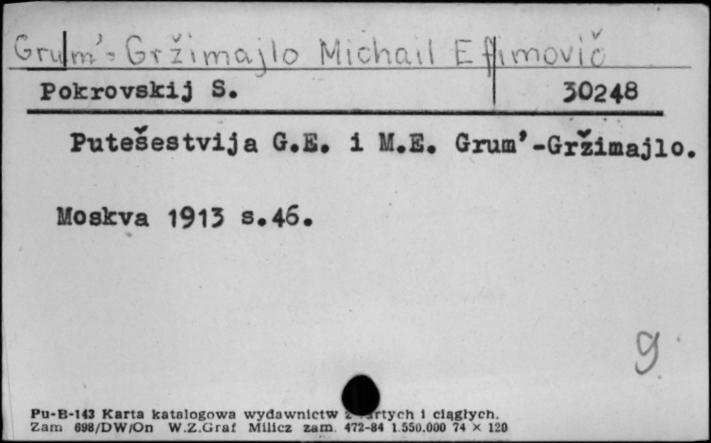 Grum'-Gržimajlo Michail Efimovič
Pokrovskij S. 30248
Putešestvija G.E. i M.E. Grum'-Gržimajlo.
Moskva 1913 s.46.
9
Pu-B-143 Karta katalogowa wydawnictw i ciągłych.
Zam 698/DW/On W.Z.Graf Milicz zam. 472-84 1.550.000 74 × 120